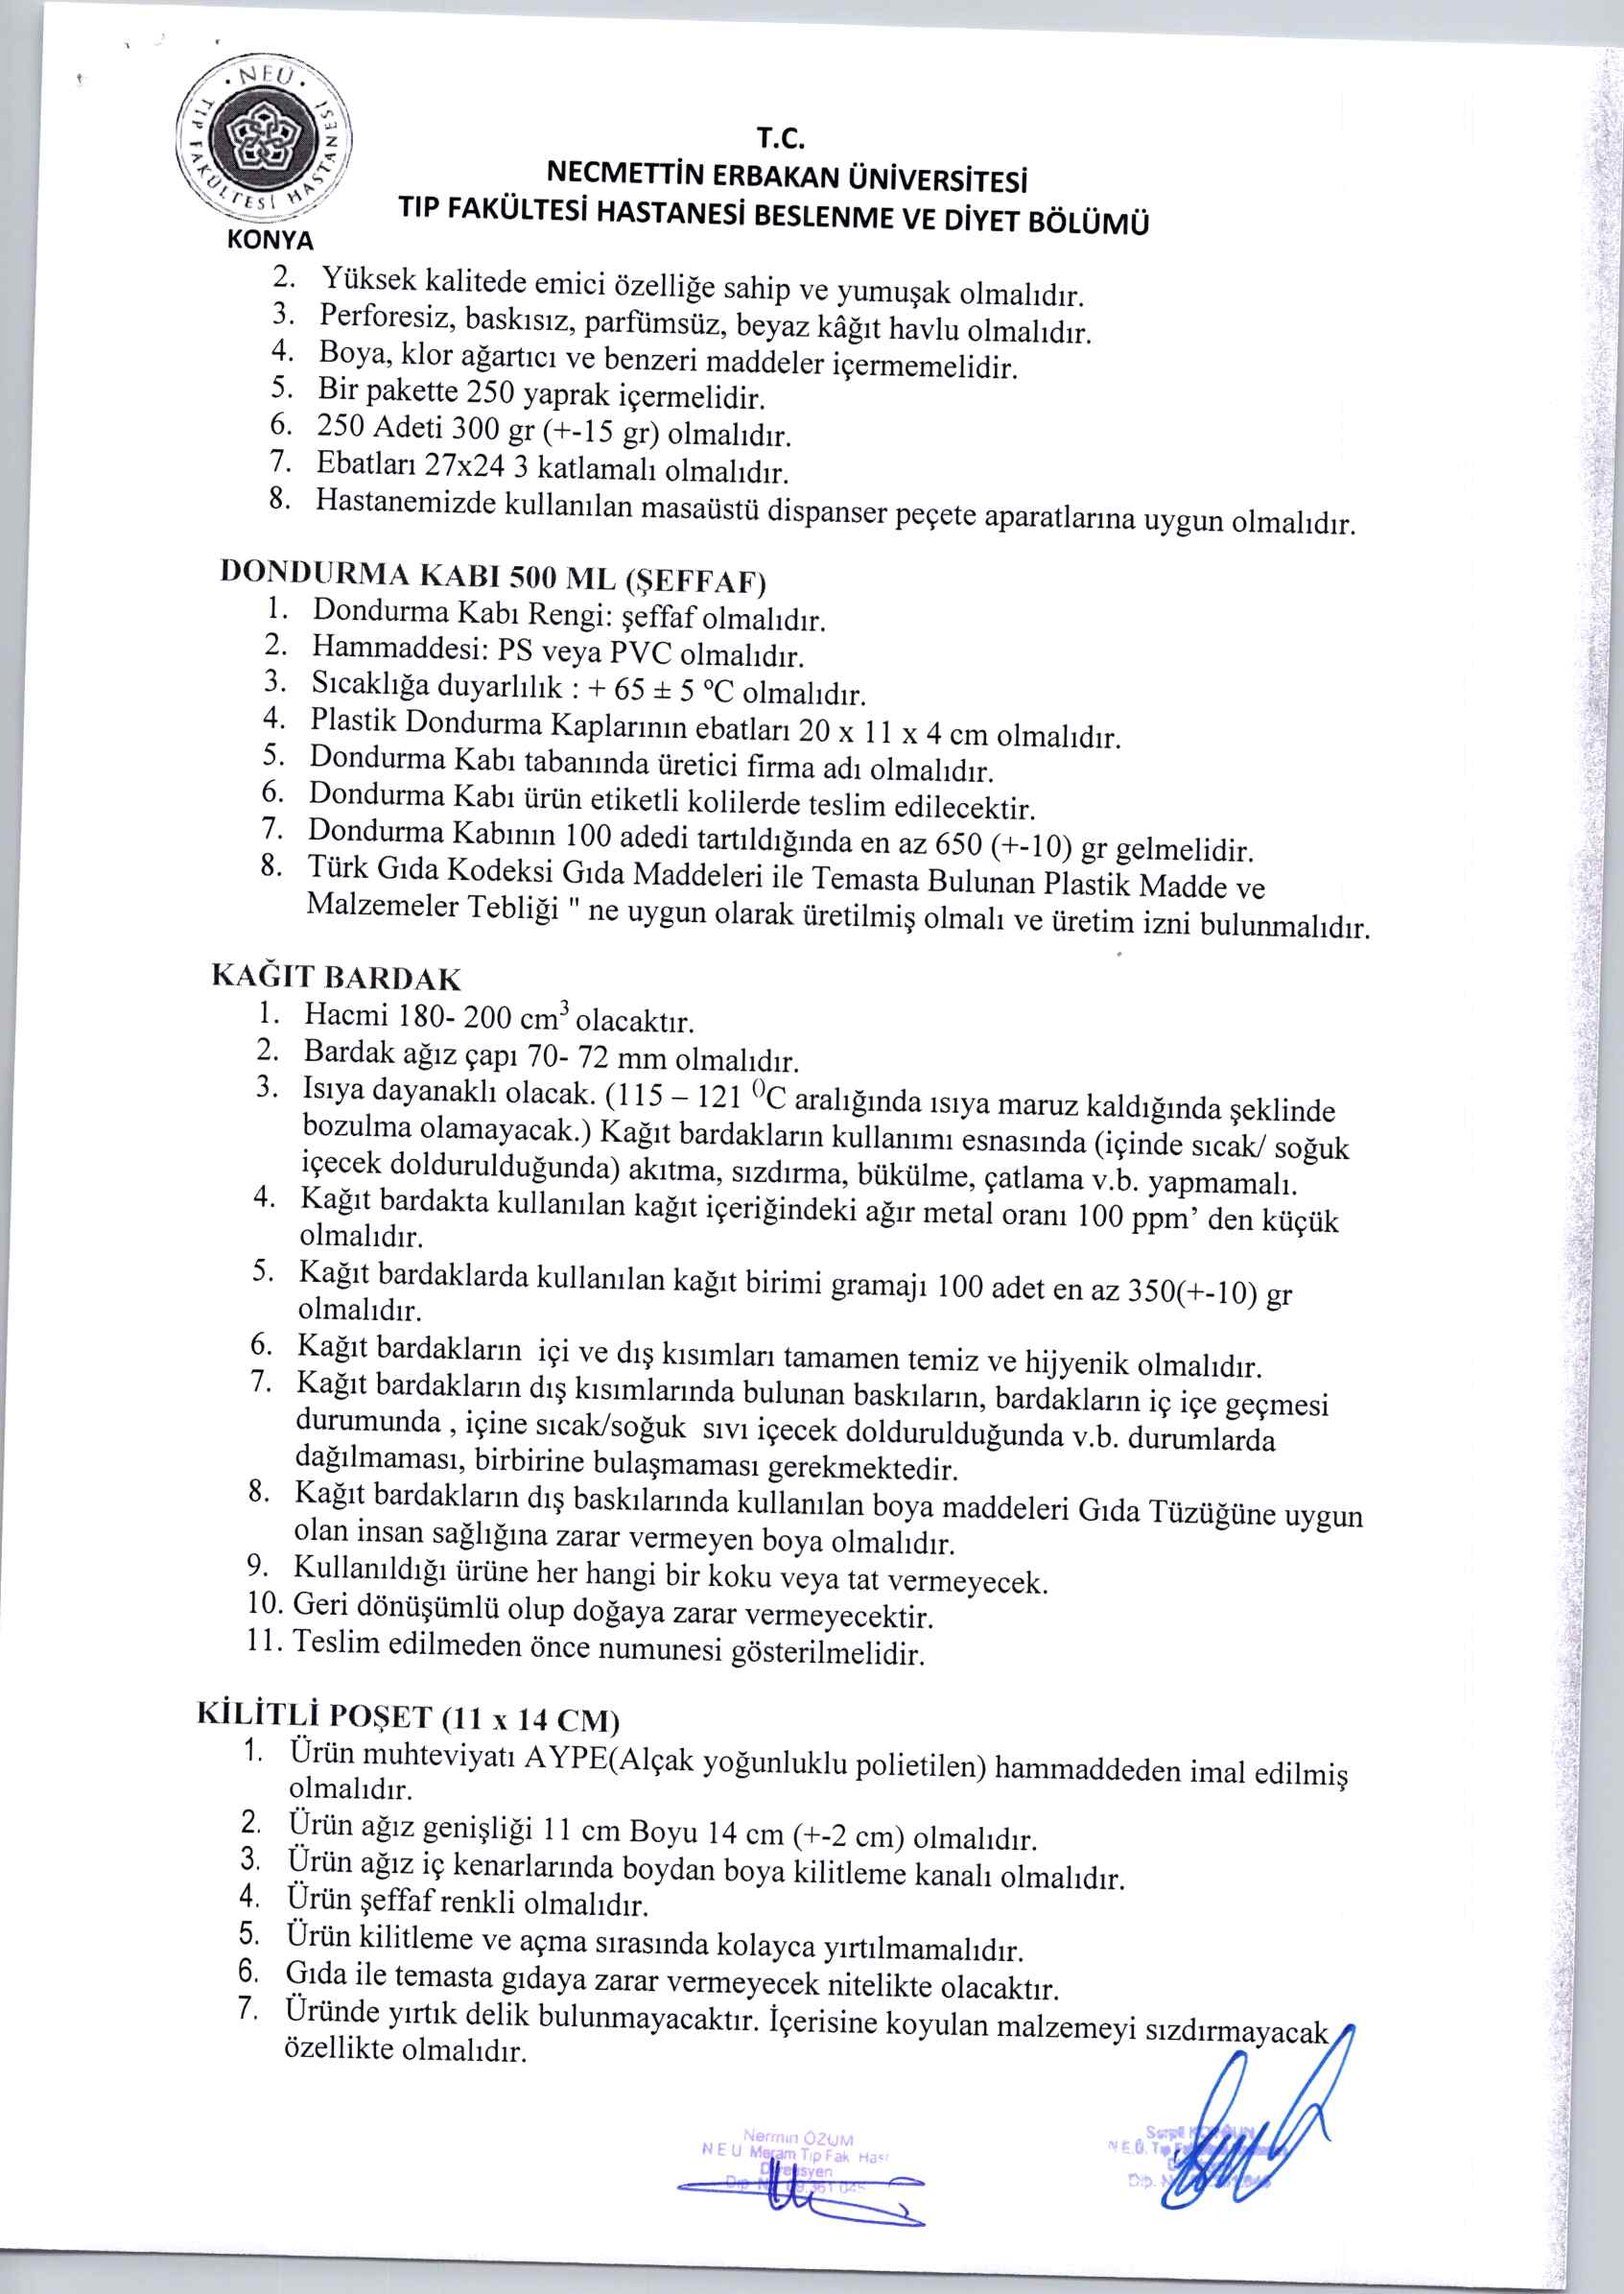 NEÜ
TIP FAKÜLTESİ HASTANESİ
KONYA
T.C.
NECMETTİN ERBAKAN ÜNİVERSİTESİ
TIP FAKÜLTESİ HASTANESİ BESLENME VE DİYET BÖLÜMÜ
2. Yüksek kalitede emici özelliğe sahip ve yumuşak olmalıdır.
3. Perforesiz, baskısız, parfümsüz, beyaz kâğıt havlu olmalıdır.
4. Boya, klor ağartıcı ve benzeri maddeler içermemelidir.
5. Bir pakette 250 yaprak içermelidir.
6. 250 Adeti 300 gr (+-15 gr) olmalıdır.
7. Ebatları 27x24 3 katlamalı olmalıdır.
8. Hastanemizde kullanılan masaüstü dispanser peçete aparatlarına uygun olmalıdır.
DONDURMA KABI 500 ML (ŞEFFAF)
1. Dondurma Kabı Rengi: şeffaf olmalıdır.
2. Hammaddesi: PS veya PVC olmalıdır.
3. Sıcaklığa duyarlılık : + 65 ± 5 ºC olmalıdır.
4. Plastik Dondurma Kaplarının ebatları 20 x 11 x 4 cm olmalıdır.
5. Dondurma Kabı tabanında üretici firma adı olmalıdır.
6. Dondurma Kabı ürün etiketli kolilerde teslim edilecektir.
7. Dondurma Kabının 100 adedi tartıldığında en az 650 (+-10) gr gelmelidir.
8. Türk Gıda Kodeksi Gıda Maddeleri ile Temasta Bulunan Plastik Madde ve
Malzemeler Tebliği " ne uygun olarak üretilmiş olmalı ve üretim izni bulunmalıdır.
KAĞIT BARDAK
1. Hacmi 180- 200 cm³ olacaktır.
2. Bardak ağız çapı 70- 72 mm olmalıdır.
3. Isıya dayanaklı olacak. (115 – 121 ⁰C aralığında ısıya maruz kaldığında şeklinde
bozulma olamayacak.) Kağıt bardakların kullanımı esnasında (içinde sıcak/ soğuk
içecek doldurulduğunda) akıtma, sızdırma, bükülme, çatlama v.b. yapmamalı.
4. Kağıt bardakta kullanılan kağıt içeriğindeki ağır metal oranı 100 ppm’ den küçük
olmalıdır.
5. Kağıt bardaklarda kullanılan kağıt birimi gramajı 100 adet en az 350(+-10) gr
olmalıdır.
6. Kağıt bardakların içi ve dış kısımları tamamen temiz ve hijyenik olmalıdır.
7. Kağıt bardakların dış kısımlarında bulunan baskıların, bardakların iç içe geçmesi
durumunda , içine sıcak/soğuk sıvı içecek doldurulduğunda v.b. durumlarda
dağılmaması, birbirine bulaşmaması gerekmektedir.
8. Kağıt bardakların dış baskılarında kullanılan boya maddeleri Gıda Tüzüğüne uygun
olan insan sağlığına zarar vermeyen boya olmalıdır.
9. Kullanıldığı ürüne her hangi bir koku veya tat vermeyecek.
10. Geri dönüşümlü olup doğaya zarar vermeyecektir.
11. Teslim edilmeden önce numunesi gösterilmelidir.
KİLİTLİ POŞET (11 x 14 CM)
1. Ürün muhteviyatı AYPE(Alçak yoğunluklu polietilen) hammaddeden imal edilmiş
olmalıdır.
2. Ürün ağız genişliği 11 cm Boyu 14 cm (+-2 cm) olmalıdır.
3. Ürün ağız iç kenarlarında boydan boya kilitleme kanalı olmalıdır.
4. Ürün şeffaf renkli olmalıdır.
5. Ürün kilitleme ve açma sırasında kolayca yırtılmamalıdır.
6. Gıda ile temasta gıdaya zarar vermeyecek nitelikte olacaktır.
7. Üründe yırtık delik bulunmayacaktır. İçerisine koyulan malzemeyi sızdırmayacak
özellikte olmalıdır.
Nermin ÖZÜM
N E U Meram Tıp Fak Hast
N.E.Ü.
Dip.